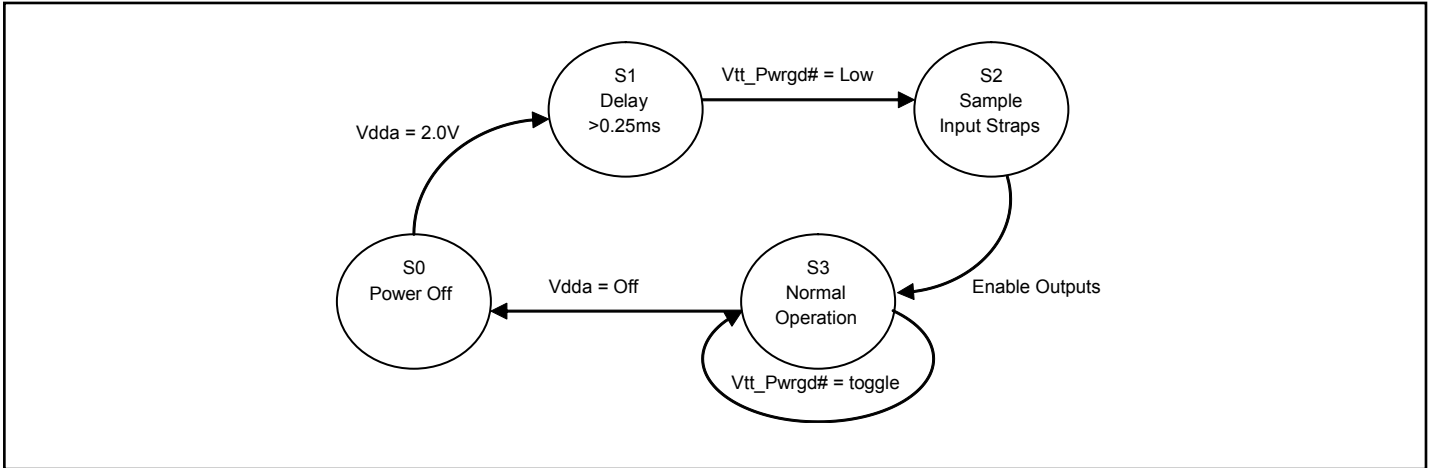 S1
Delay
>0.25ms
Vtt_Pwrgd# = Low
S2
Sample
Input Straps
Vdda = 2.0V
S0
Power Off
Vdda = Off
S3
Normal
Operation
Enable Outputs
Vtt_Pwrgd# = toggle